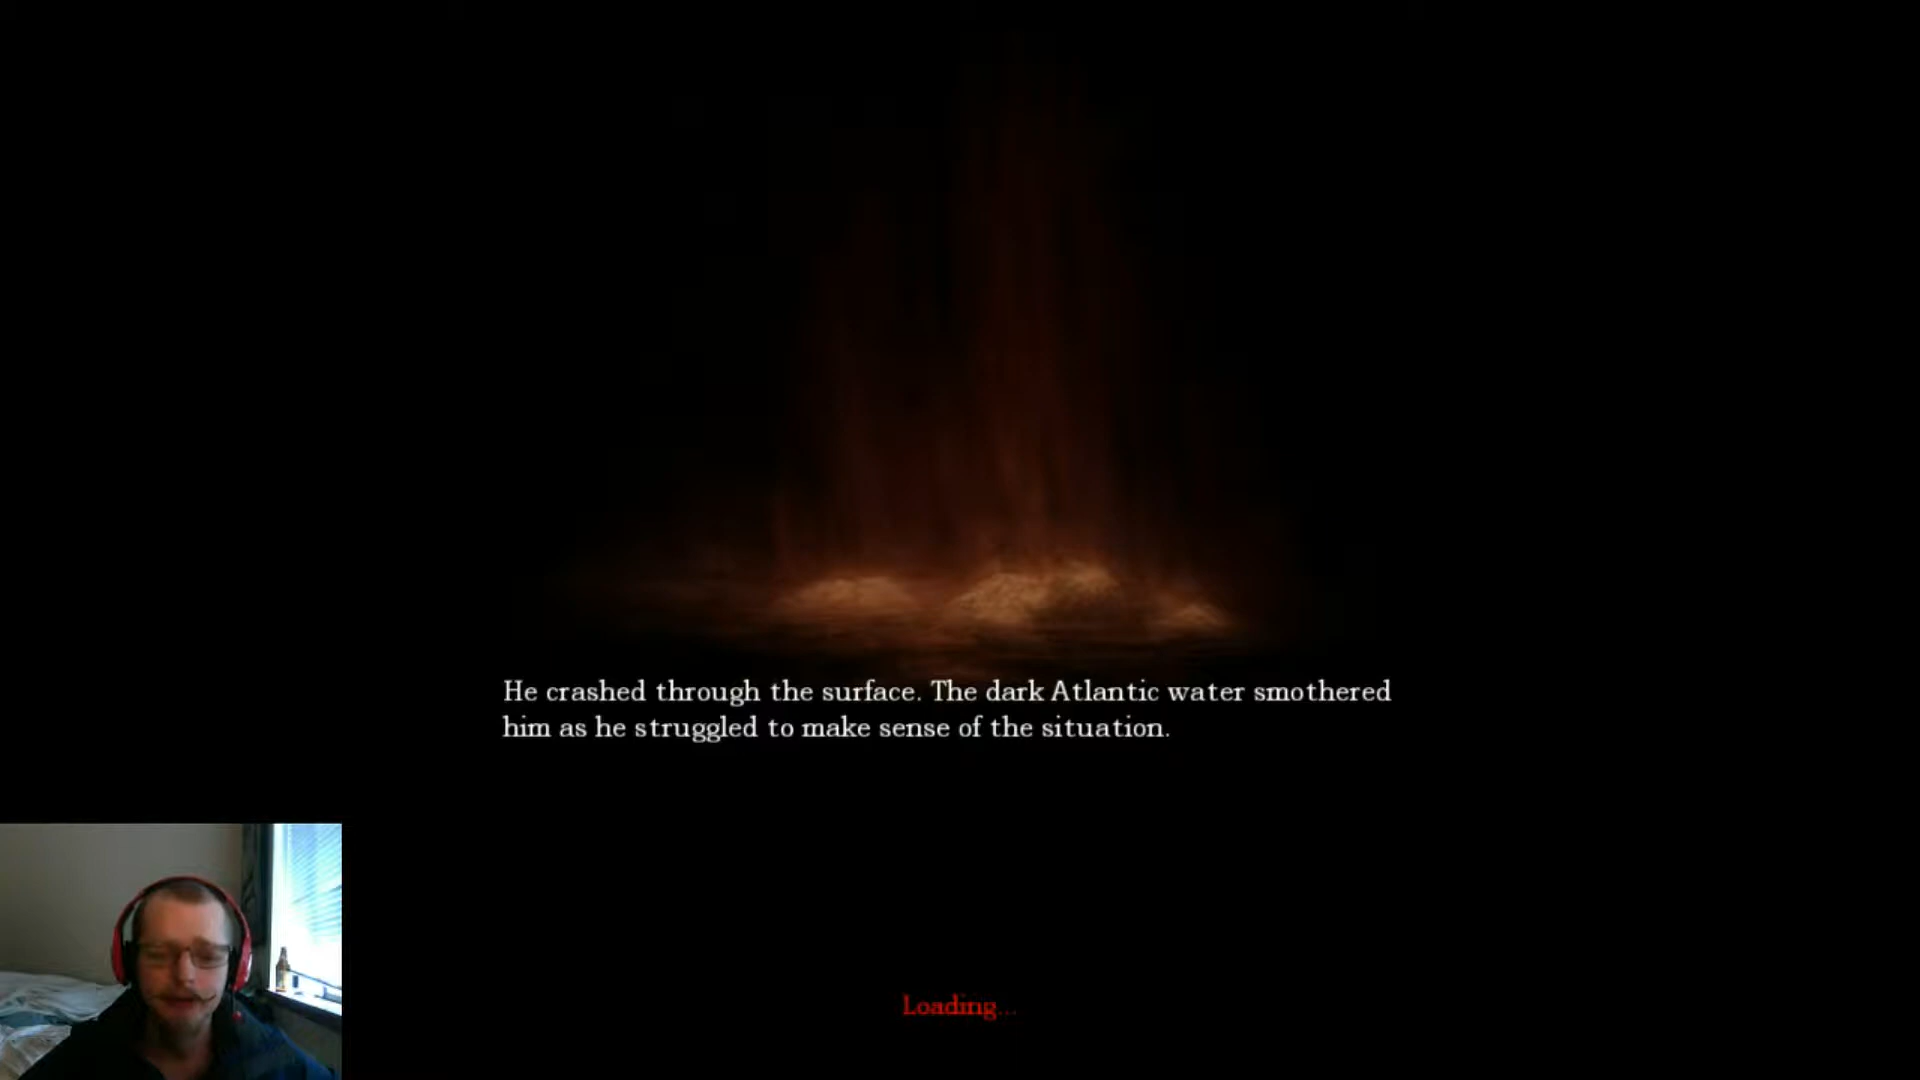 He crashed through the surface. The dark Atlantic water smothered
him as he struggled to make sense of the situation.
Loading...